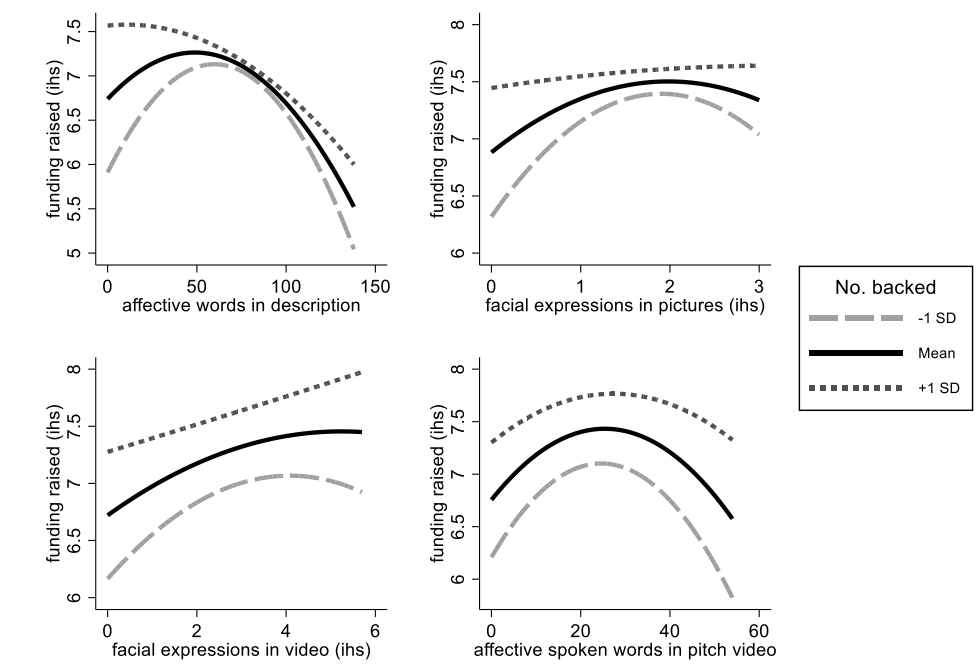 funding raised (ihs)
7.5
7
6.5
6
5.5
5
0 50 100 150
affective words in description
funding raised (ihs)
8
7.5
7
6.5
6
0 1 2 3
facial expressions in pictures (ihs)
funding raised (ihs)
8
7.5
7
6.5
6
0 2 4 6
facial expressions in video (ihs)
funding raised (ihs)
8
7.5
7
6.5
6
0 20 40 60
affective spoken words in pitch video
No. backed
-1 SD
Mean
+1 SD